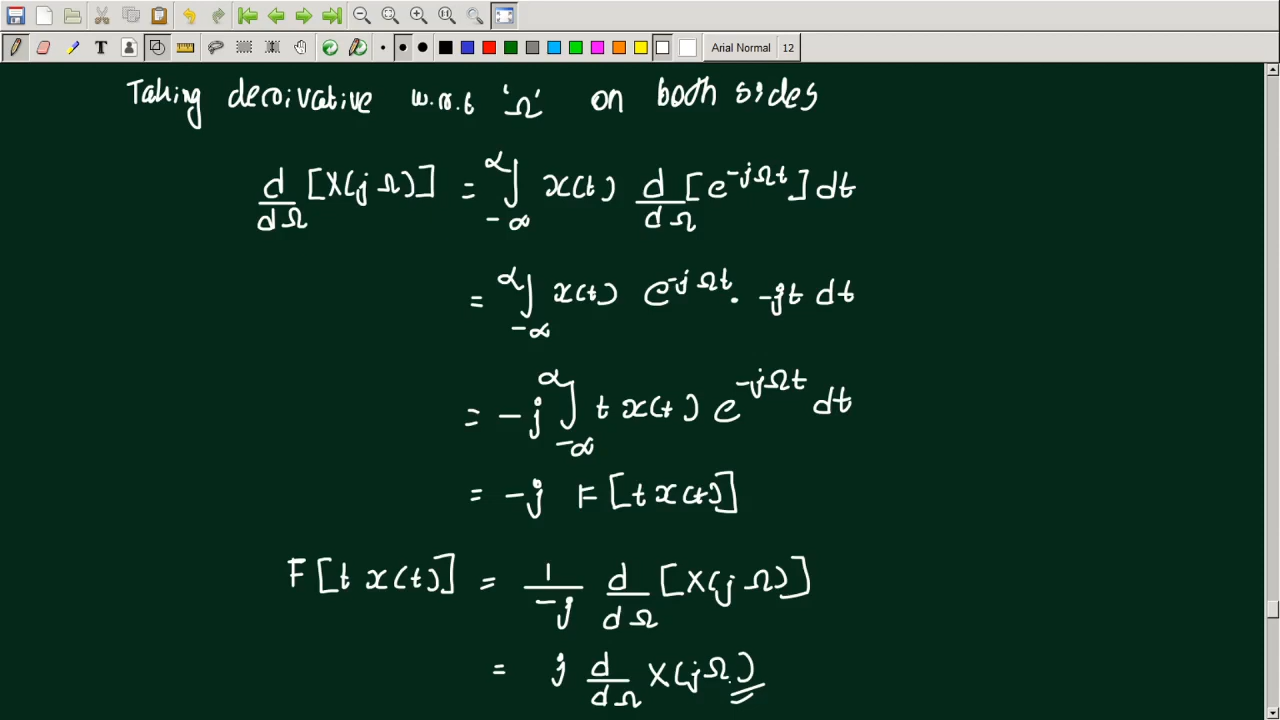 Arial Normal 12
Taking derivative w.r.t 'Ω' on both sides
d/dΩ [X(jΩ)] = ∫_{-∞}^{∞} x(t) d/dΩ [e^{-jΩt}] dt
= ∫_{-∞}^{∞} x(t) e^{-jΩt} . -jt dt
= -j ∫_{-∞}^{∞} t x(t) e^{-jΩt} dt
= -j F[t x(t)]
F[t x(t)] = 1/-j d/dΩ [X(jΩ)]
= j d/dΩ X(jΩ)